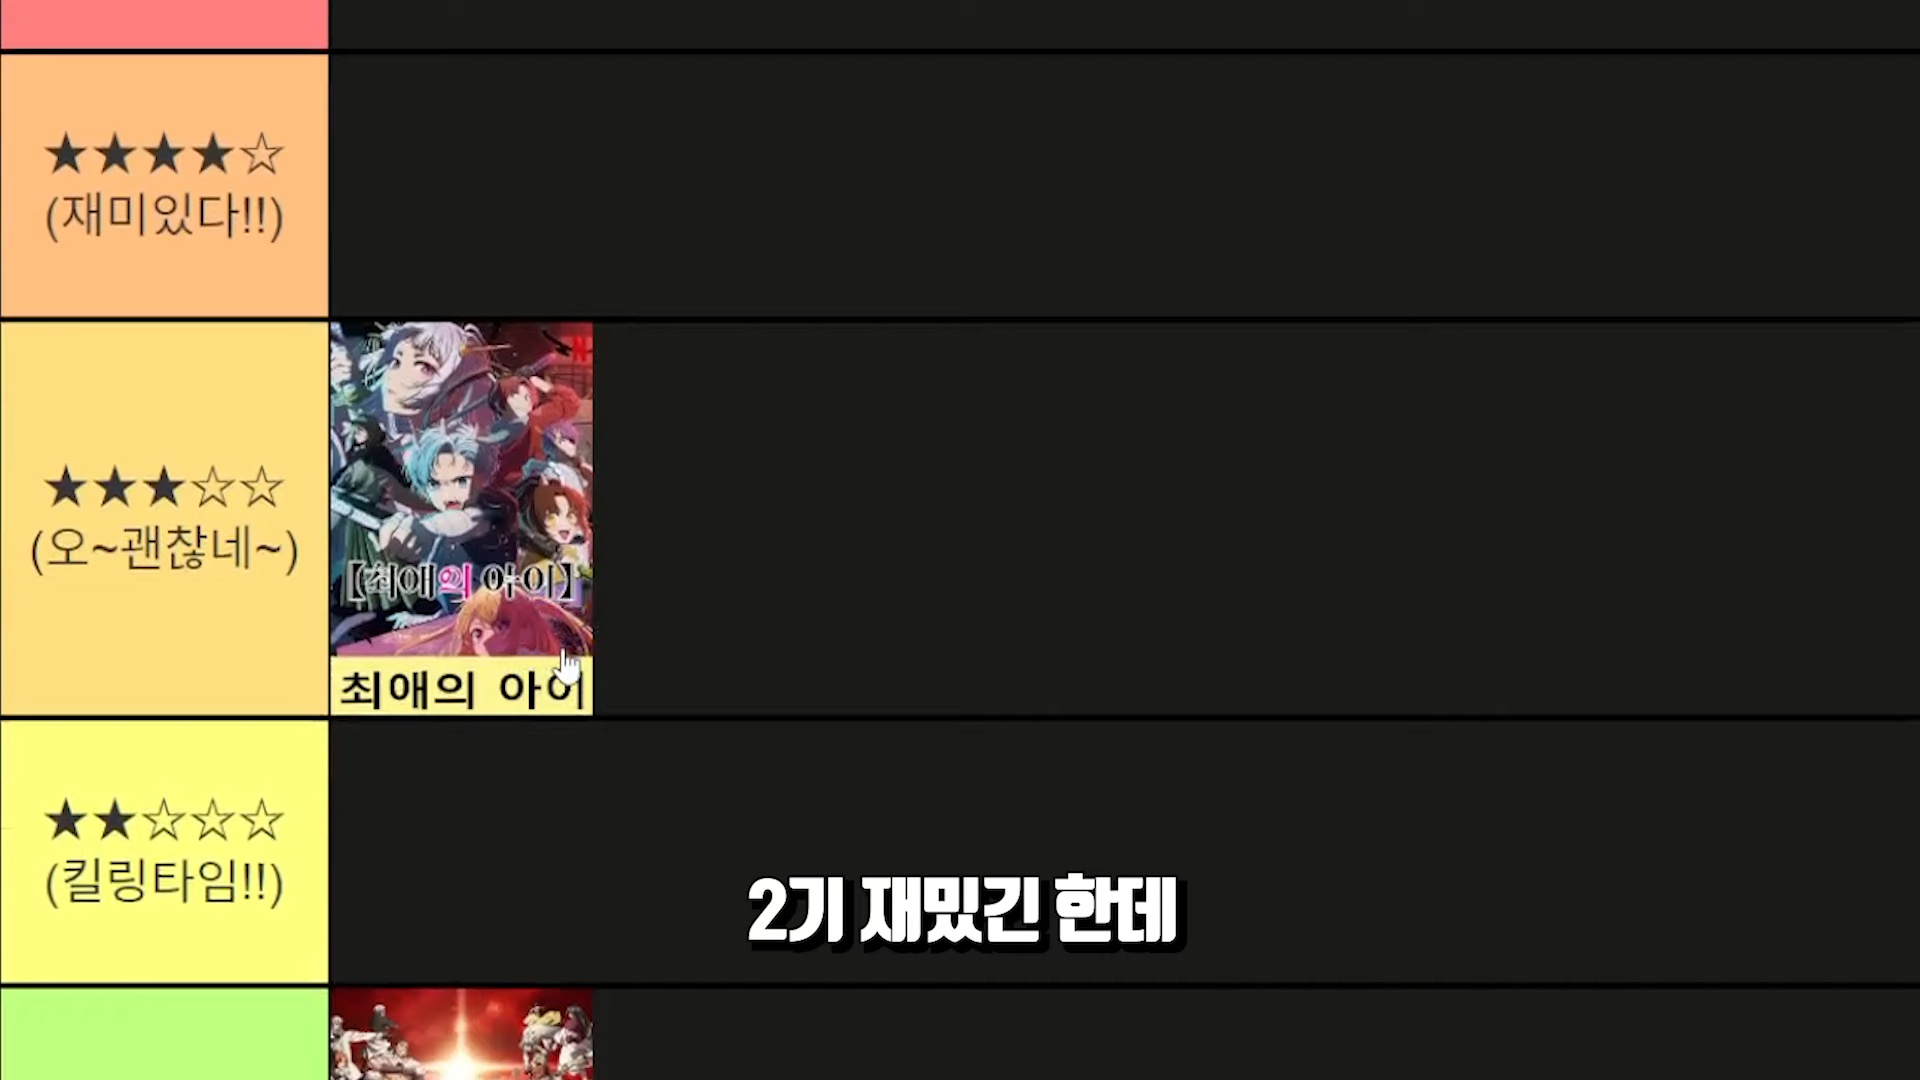 ★★★★☆
(재미있다!!)
★★★☆☆
(오~괜찮네~)
N
【최애의 아이】
최애의 아이
★★☆☆☆
(킬링타임!!)
2기 재밌긴 한데